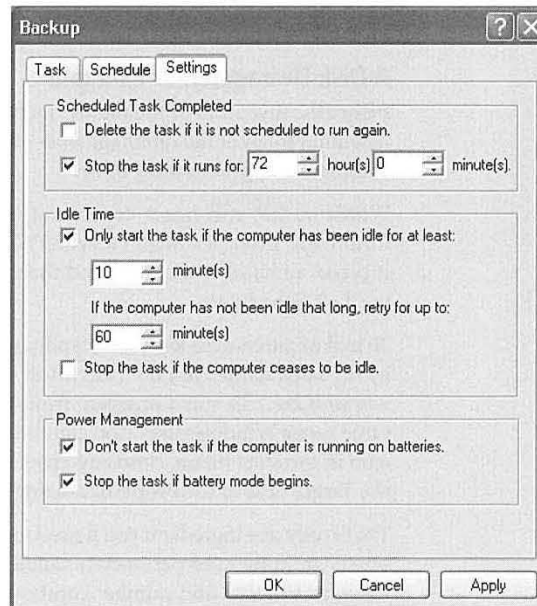 Backup
Task Schedule Settings
Scheduled Task Completed
Delete the task if it is not scheduled to run again.
Stop the task if it runs for: 72 hour(s) 0 minute(s).
Idle Time
Only start the task if the computer has been idle for at least:
10 minute(s)
If the computer has not been idle that long, retry for up to:
60 minute(s)
Stop the task if the computer ceases to be idle.
Power Management
Don't start the task if the computer is running on batteries.
Stop the task if battery mode begins.
OK Cancel Apply